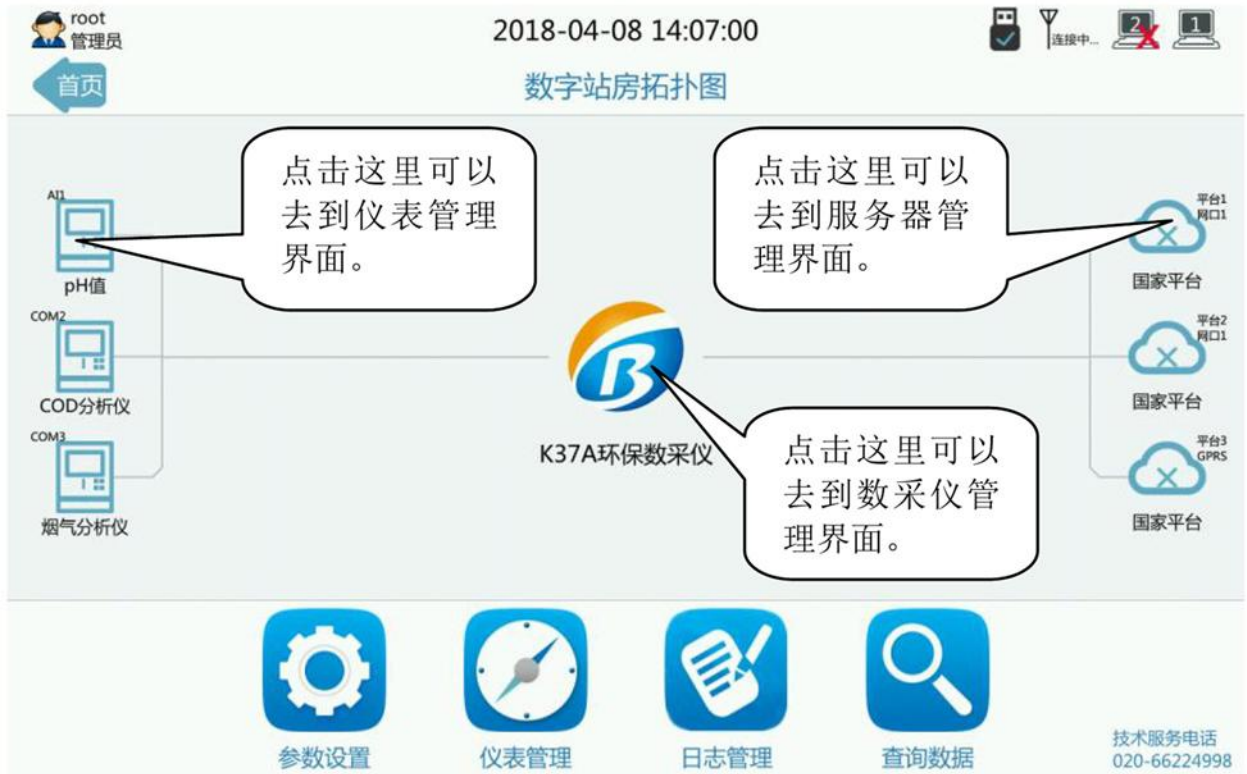 root
管理员
2018-04-08 14:07:00
连接中...
2
1
首页
数字站房拓扑图
点击这里可以
去到仪表管理
界面。
点击这里可以
去到服务器管
理界面。
AI1
pH值
平台1
网口1
国家平台
COM2
COD分析仪
平台2
网口1
国家平台
B
K37A环保数采仪
点击这里可以
去到数采仪管
理界面。
COM3
烟气分析仪
平台3
GPRS
国家平台
参数设置
仪表管理
日志管理
查询数据
技术服务电话
020-66224998